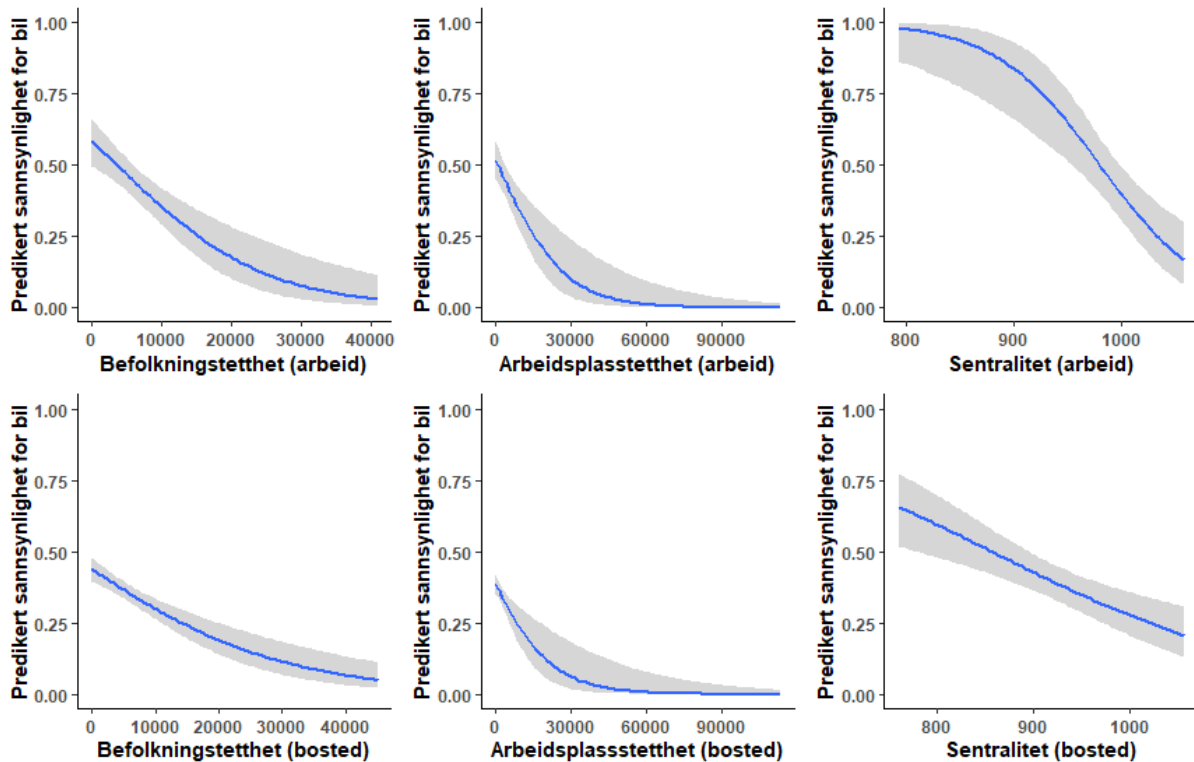 Predikert sannsynlighet for bil
1.00
0.75
0.50
0.25
0.00
0 10000 20000 30000 40000
Befolkningstetthet (arbeid)
Predikert sannsynlighet for bil
1.00
0.75
0.50
0.25
0.00
0 30000 60000 90000
Arbeidsplasstetthet (arbeid)
Predikert sannsynlighet for bil
1.00
0.75
0.50
0.25
0.00
800 900 1000
Sentralitet (arbeid)
Predikert sannsynlighet for bil
1.00
0.75
0.50
0.25
0.00
0 10000 20000 30000 40000
Befolkningstetthet (bosted)
Predikert sannsynlighet for bil
1.00
0.75
0.50
0.25
0.00
0 30000 60000 90000
Arbeidsplassstetthet (bosted)
Predikert sannsynlighet for bil
1.00
0.75
0.50
0.25
0.00
800 900 1000
Sentralitet (bosted)